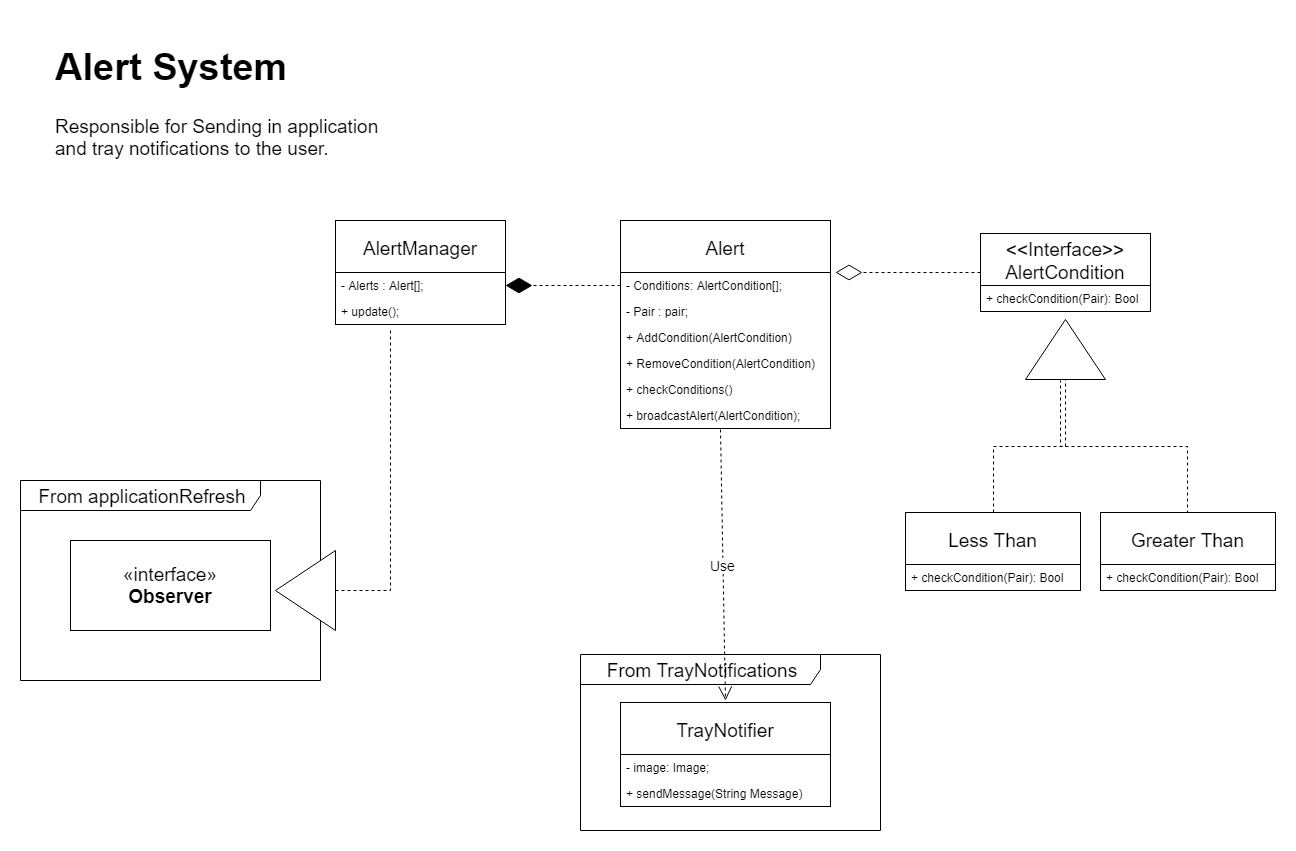 Alert System
Responsible for Sending in application
and tray notifications to the user.
AlertManager
- Alerts : Alert[];
+ update();
Alert
- Conditions: AlertCondition[];
- Pair : pair;
+ AddCondition(AlertCondition)
+ RemoveCondition(AlertCondition)
+ checkConditions()
+ broadcastAlert(AlertCondition);
<<Interface>>
AlertCondition
+ checkCondition(Pair): Bool
From applicationRefresh
«interface»
Observer
Use
Less Than
+ checkCondition(Pair): Bool
Greater Than
+ checkCondition(Pair): Bool
From TrayNotifications
TrayNotifier
- image: Image;
+ sendMessage(String Message)